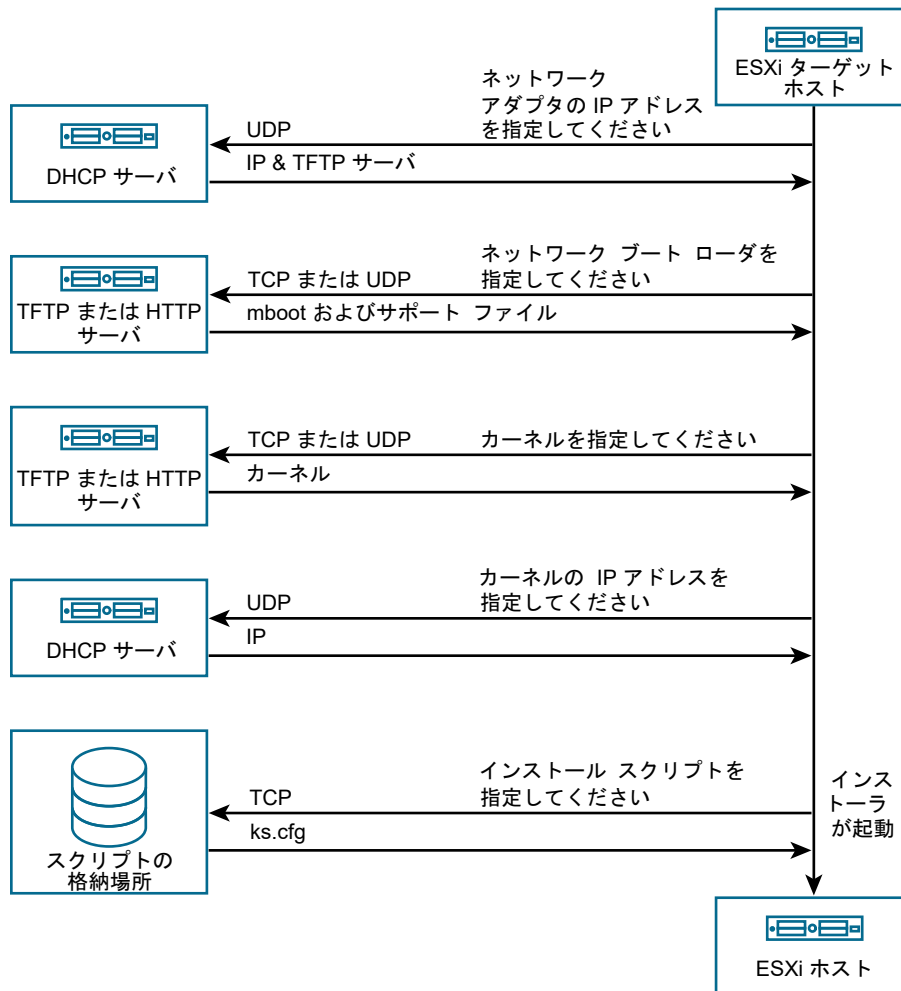 ESXi ターゲット
ホスト
ネットワーク
アダプタの IP アドレス
を指定してください
UDP
IP & TFTP サーバ
DHCP サーバ
ネットワーク ブート ローダを
指定してください
TCP または UDP
mboot およびサポート ファイル
TFTP または HTTP
サーバ
TCP または UDP
カーネルを指定してください
カーネル
TFTP または HTTP
サーバ
カーネルの IP アドレスを
指定してください
UDP
IP
DHCP サーバ
インストール スクリプトを
指定してください
TCP
ks.cfg
スクリプトの
格納場所
インス
トーラ
が起動
ESXi ホスト